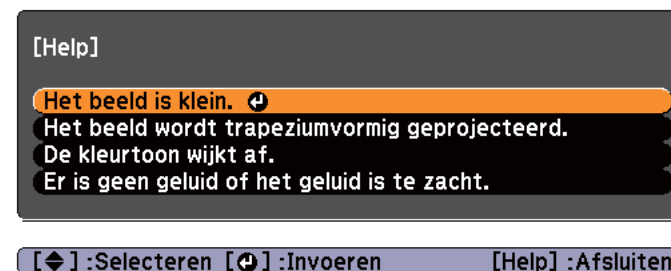 [Help]
Het beeld is klein.
Het beeld wordt trapeziumvormig geprojecteerd.
De kleurtoon wijkt af.
Er is geen geluid of het geluid is te zacht.
[◆] :Selecteren [↵] :Invoeren [Help] :Afsluiten